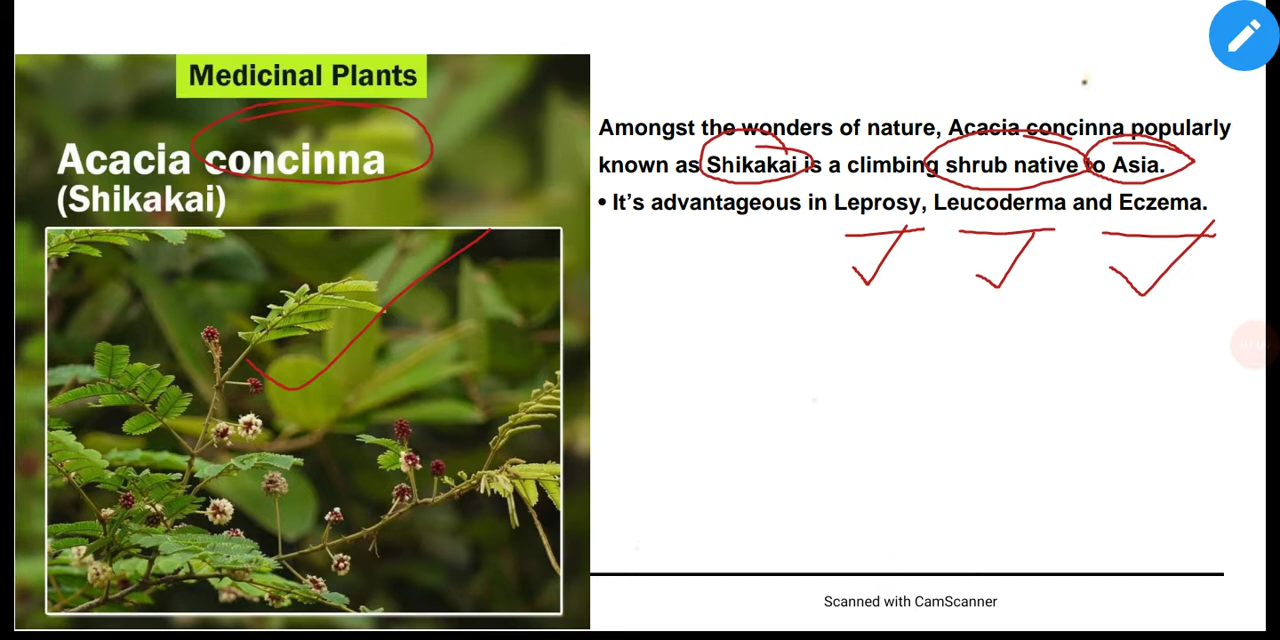 Medicinal Plants
Acacia concinna
(Shikakai)
Amongst the wonders of nature, Acacia concinna popularly
known as Shikakai is a climbing shrub native to Asia.
• It’s advantageous in Leprosy, Leucoderma and Eczema.
Scanned with CamScanner